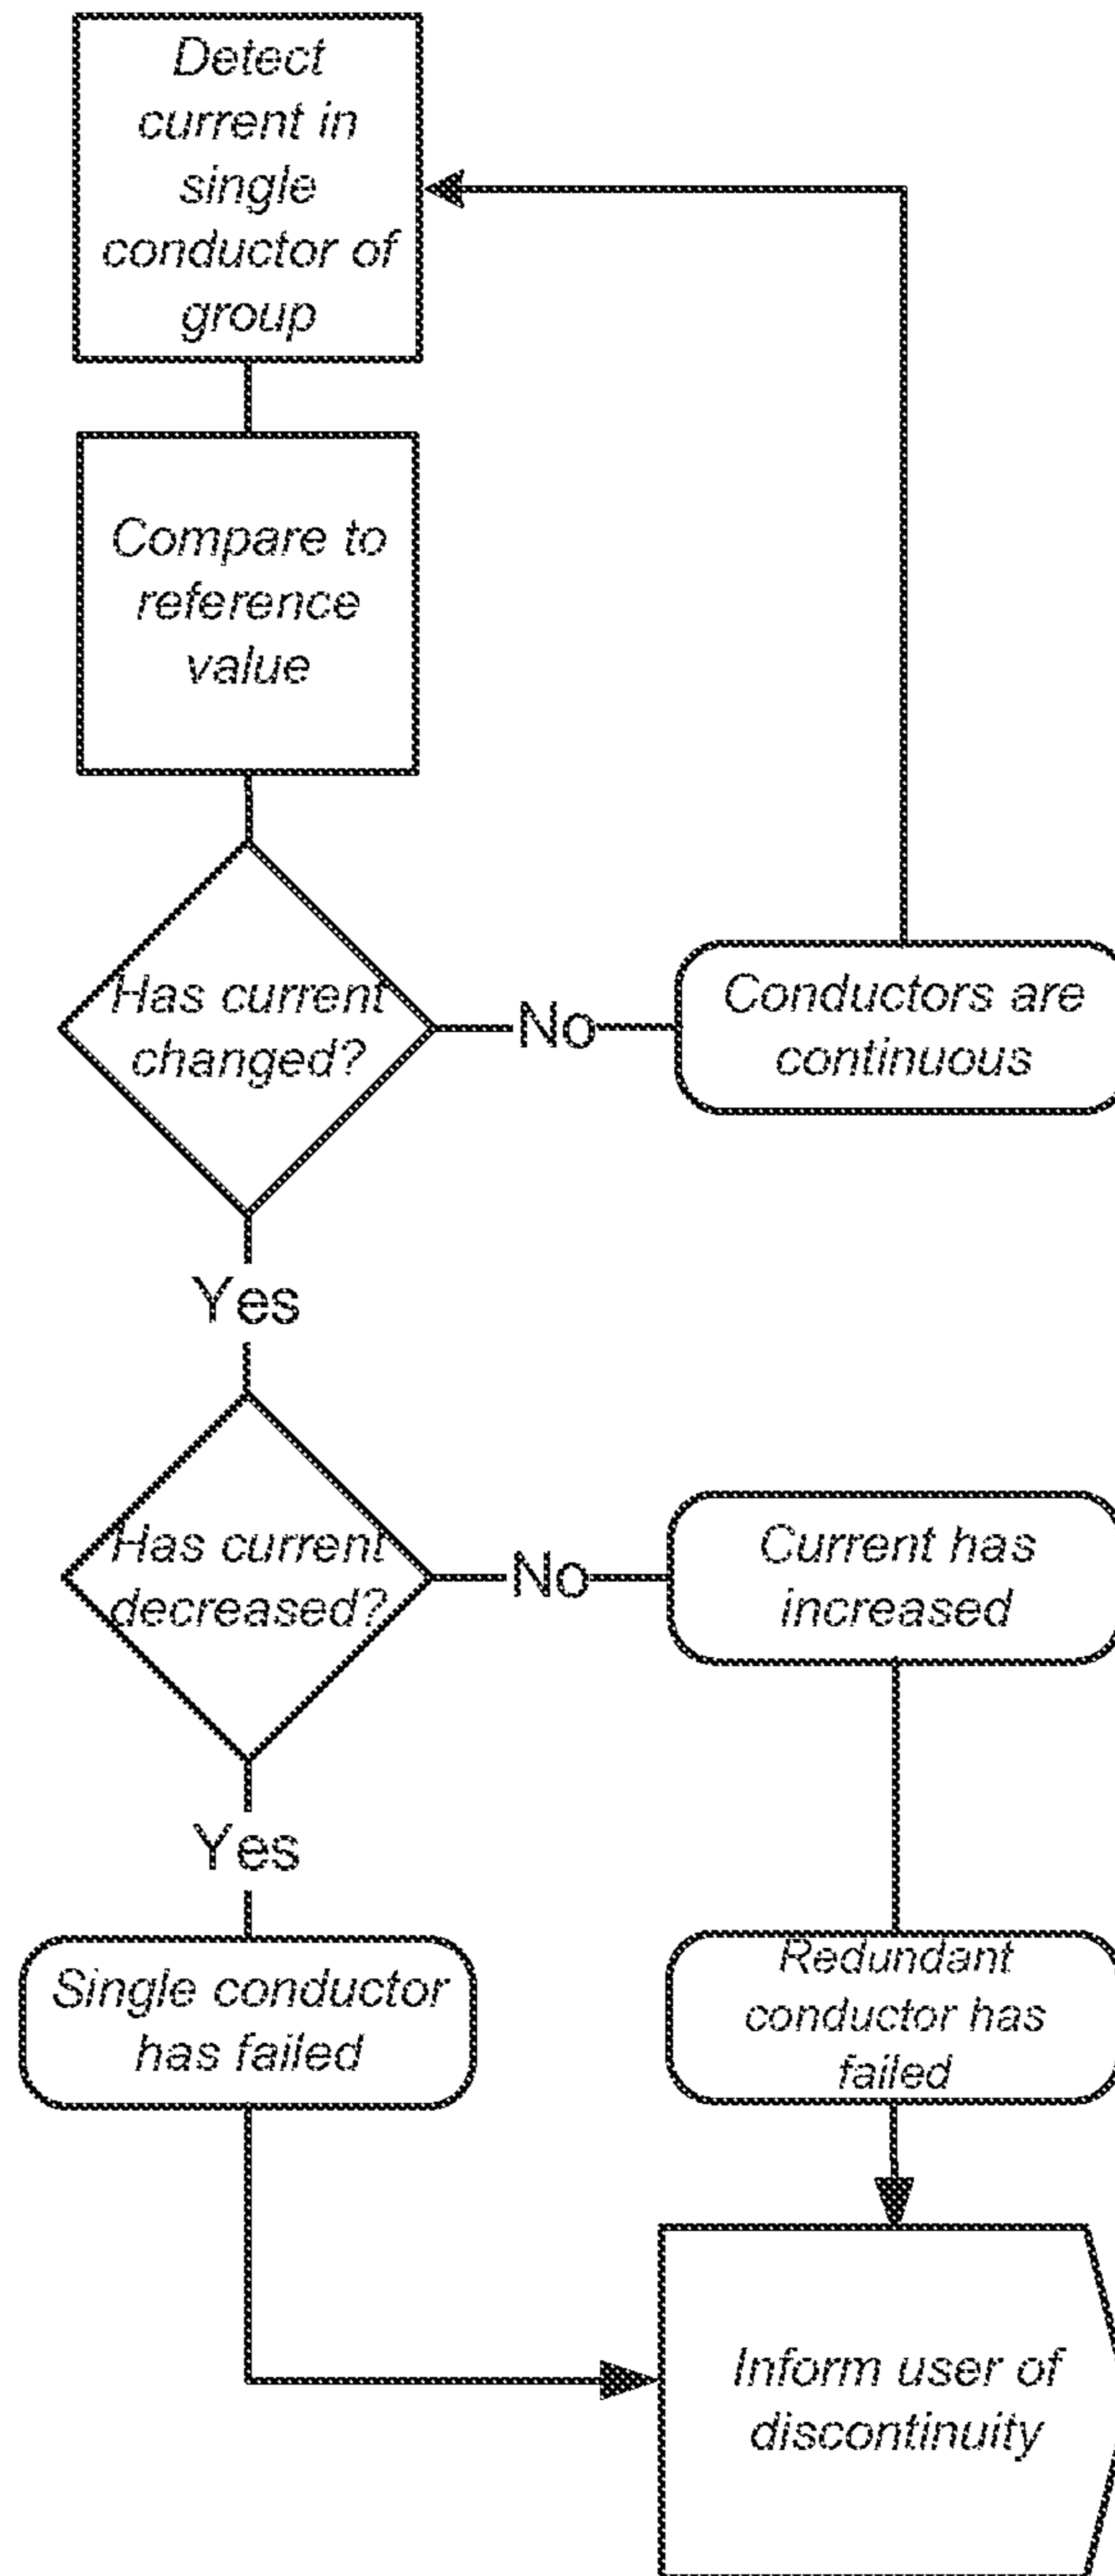 Detect
current in
single
conductor of
group
Compare to
reference
value
Has current
changed?
No
Conductors are
continuous
Yes
Has current
decreased?
No
Current has
increased
Yes
Single conductor
has failed
Redundant
conductor has
failed
Inform user of
discontinuity